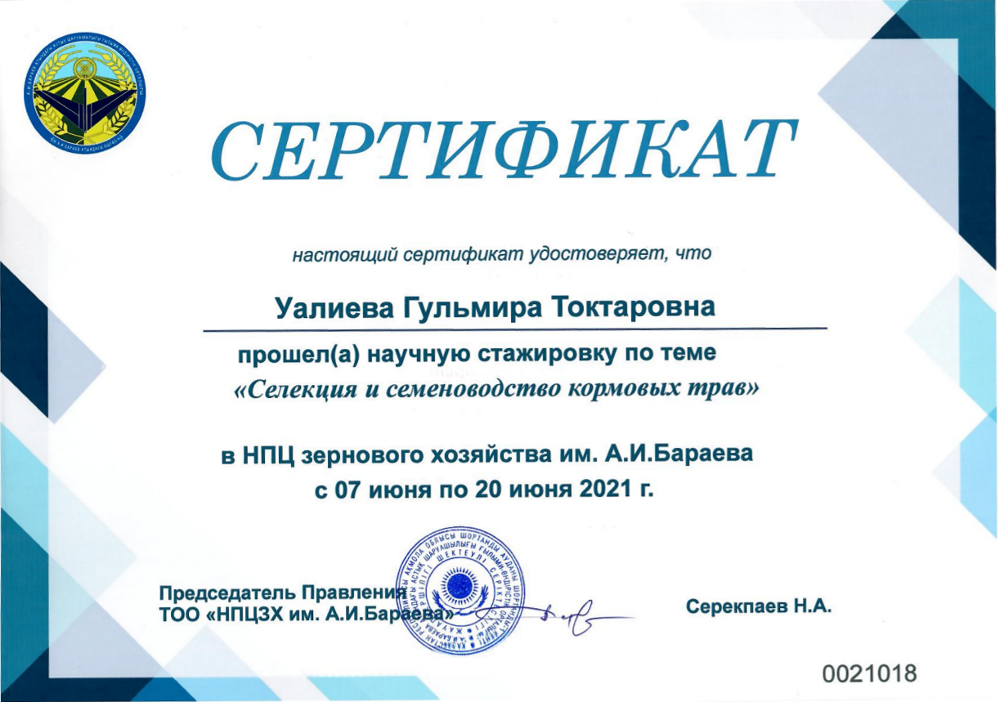 СЕРТИФИКАТ
настоящий сертификат удостоверяет, что
Уалиева Гульмира Токтаровна
прошел(а) научную стажировку по теме
«Селекция и семеноводство кормовых трав»
в НПЦ зернового хозяйства им. А.И.Бараева
с 07 июня по 20 июня 2021 г.
Председатель Правления
ТОО «НПЦЗХ им. А.И.Бараева»
Серекпаев Н.А.
0021018